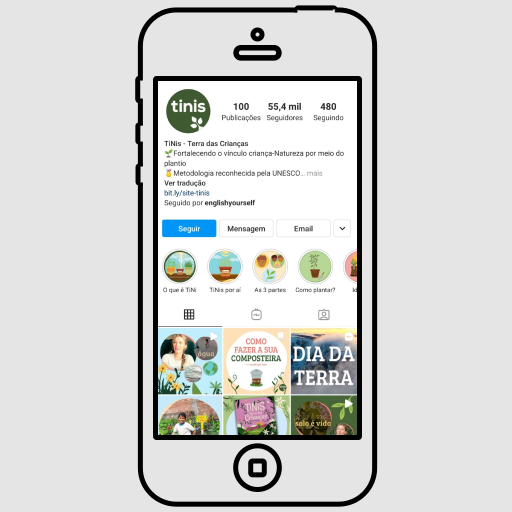 tinis
100 55,4 mil 480
Publicações Seguidores Seguindo
TiNis - Terra das Crianças
🌱Fortalecendo o vínculo criança-Natureza por meio do
plantio
🏅Metodologia reconhecida pela UNESCO... mais
Ver tradução
bit.ly/site-tinis
Seguido por englishyourself
Seguir Mensagem Email
O que é TiNi TiNis por aí As 3 partes Como plantar?
água
COMO
FAZER A SUA
COMPOSTEIRA
DIA DA
TERRA
TiNiS
Crianças
solo é vida